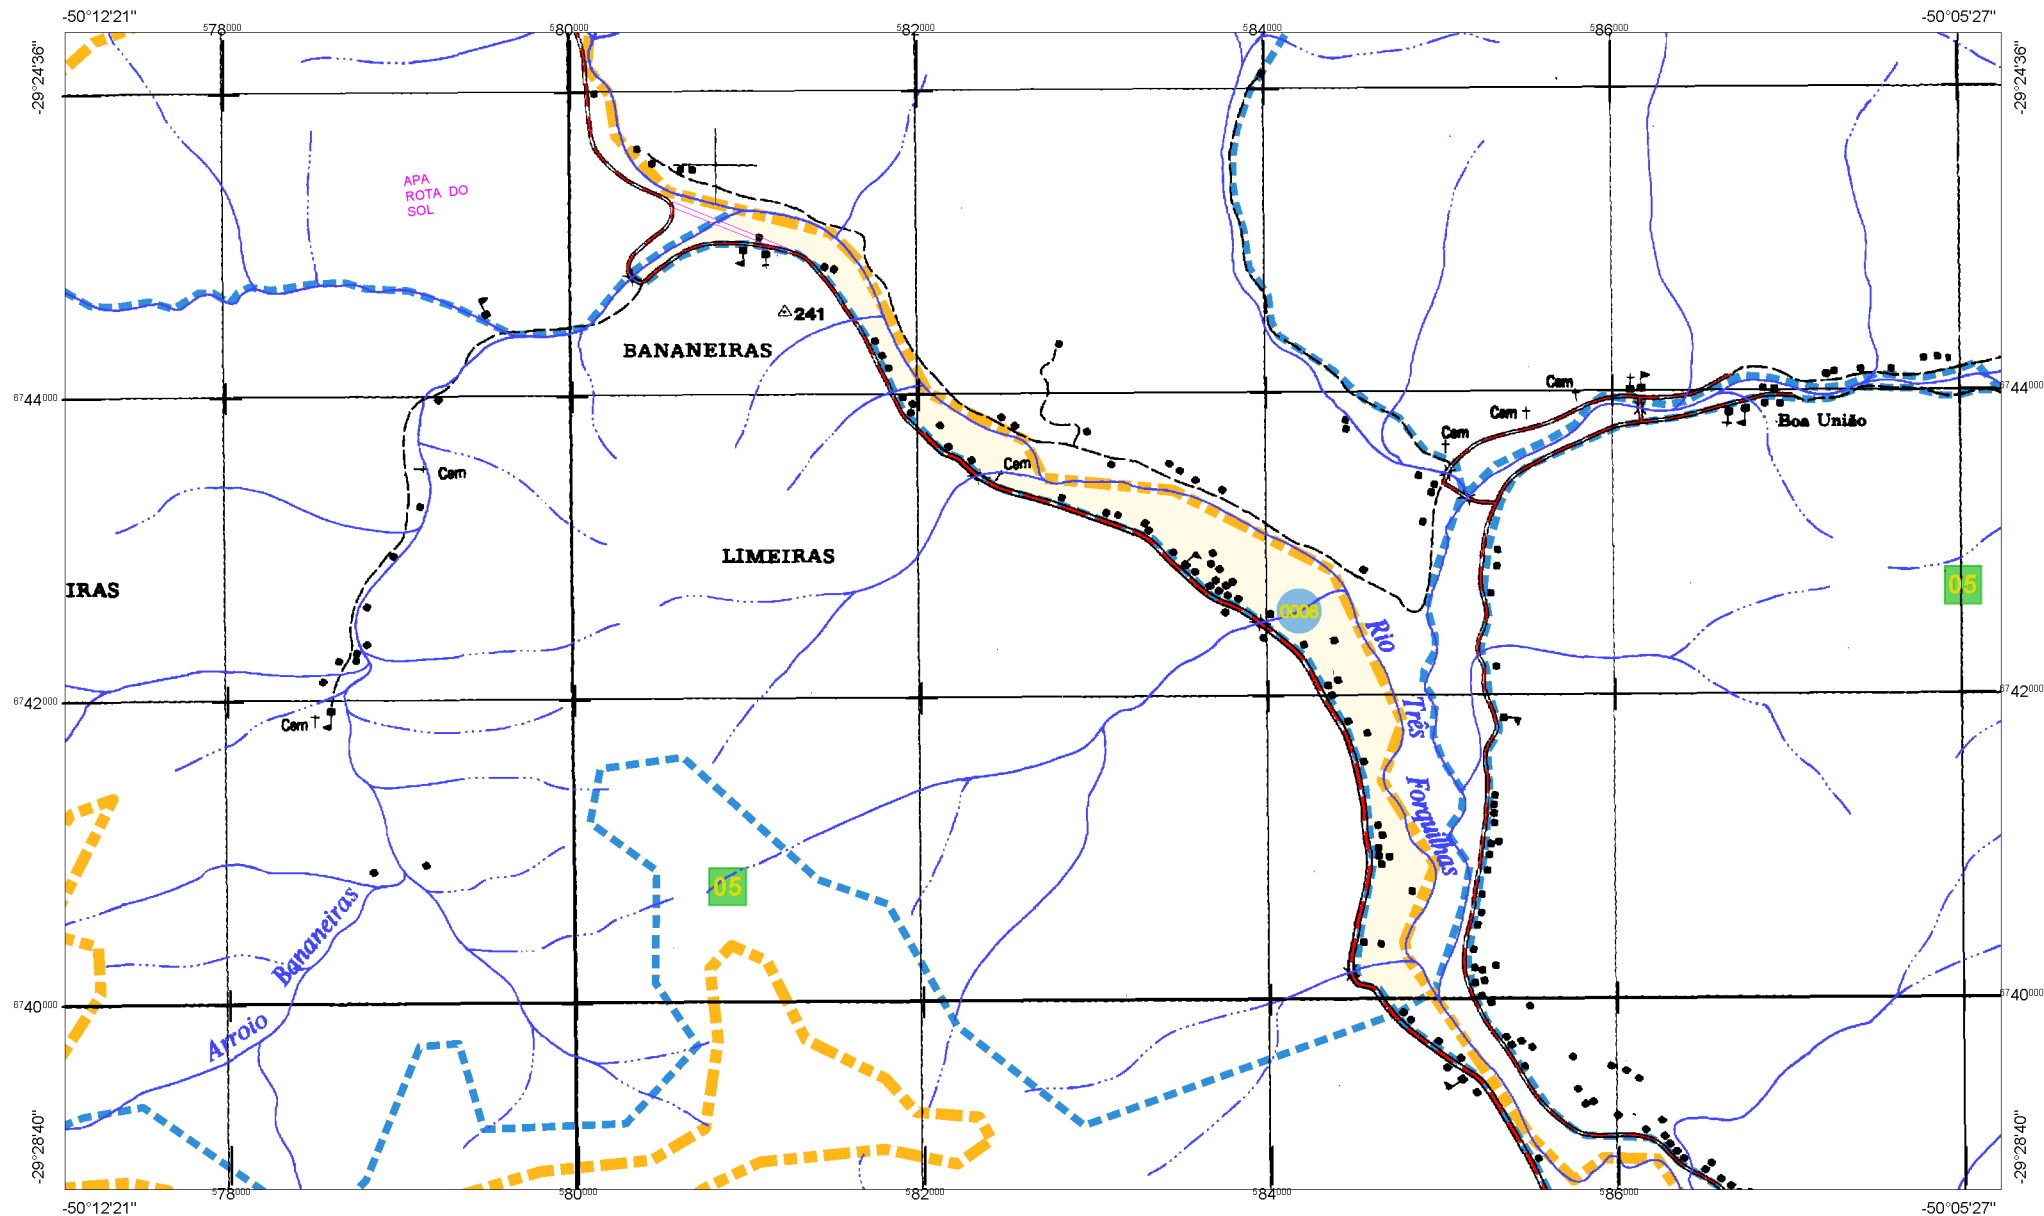 -50°12'21"
-50°05'27"
578000
580000
582000
584000
586000
-29°24'36"
-29°24'36"
APA
ROTA DO
SOL
241
BANANEIRAS
6744000
6744000
Cem
Cem
Cem
Boa União
Cem
Cem
LIMEIRAS
IRAS
05
0006
Rio
Três
Forquilhas
6742000
6742000
Cem
05
Bananeiras
Arroio
6740000
6740000
-29°28'40"
-29°28'40"
578000
580000
582000
584000
586000
-50°12'21"
-50°05'27"